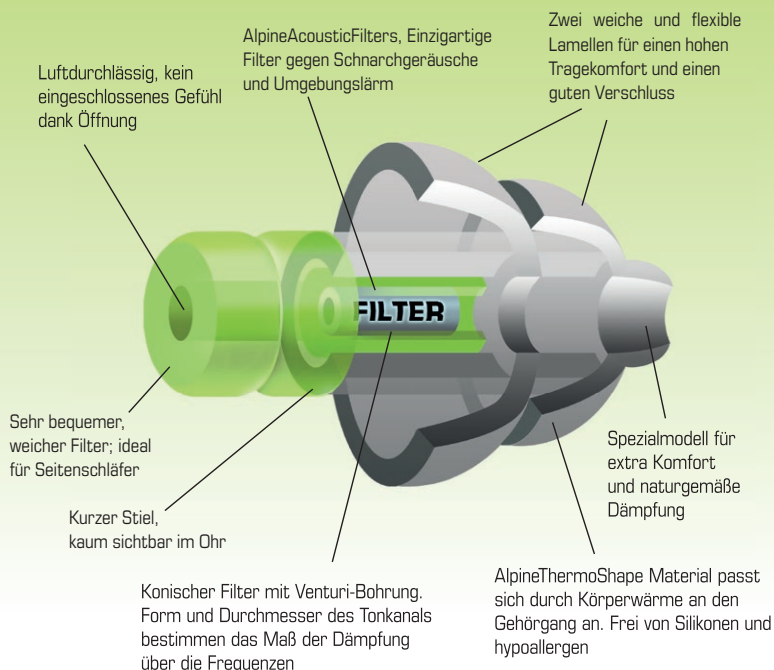 Luftdurchlässig, kein
eingeschlossenes Gefühl
dank Öffnung
AlpineAcousticFilters, Einzigartige
Filter gegen Schnarchgeräusche
und Umgebungslärm
Zwei weiche und flexible
Lamellen für einen hohen
Tragekomfort und einen
guten Verschluss
FILTER
Sehr bequemer,
weicher Filter; ideal
für Seitenschläfer
Kurzer Stiel,
kaum sichtbar im Ohr
Konischer Filter mit Venturi-Bohrung.
Form und Durchmesser des Tonkanals
bestimmen das Maß der Dämpfung
über die Frequenzen
Spezialmodell für
extra Komfort
und naturgemäße
Dämpfung
AlpineThermoShape Material passt
sich durch Körperwärme an den
Gehörgang an. Frei von Silikonen und
hypoallergen